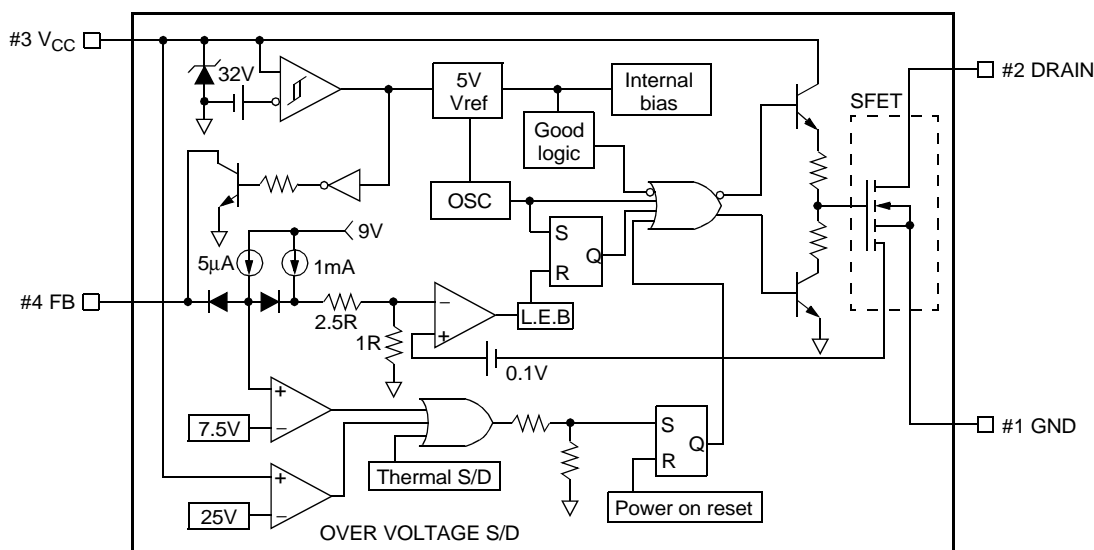 #3 VCC
32V
5V
Vref
Internal
bias
#2 DRAIN
SFET
Good
logic
OSC
9V
5μA
1mA
S
Q
R
#4 FB
2.5R
−
+
L.E.B
1R
0.1V
+
−
7.5V
S
Q
R
#1 GND
Thermal S/D
+
−
25V
Power on reset
OVER VOLTAGE S/D